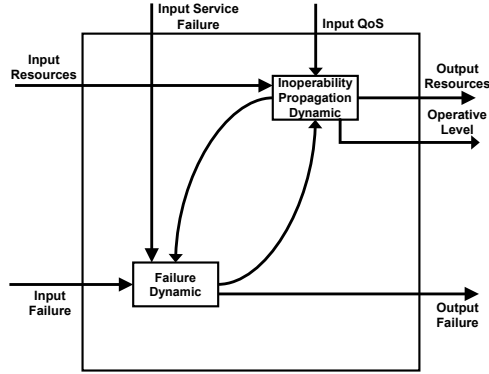 Input Service
Failure
Input QoS
Input
Resources
Inoperability
Propagation
Dynamic
Output
Resources
Operative
Level
Failure
Dynamic
Input
Failure
Output
Failure